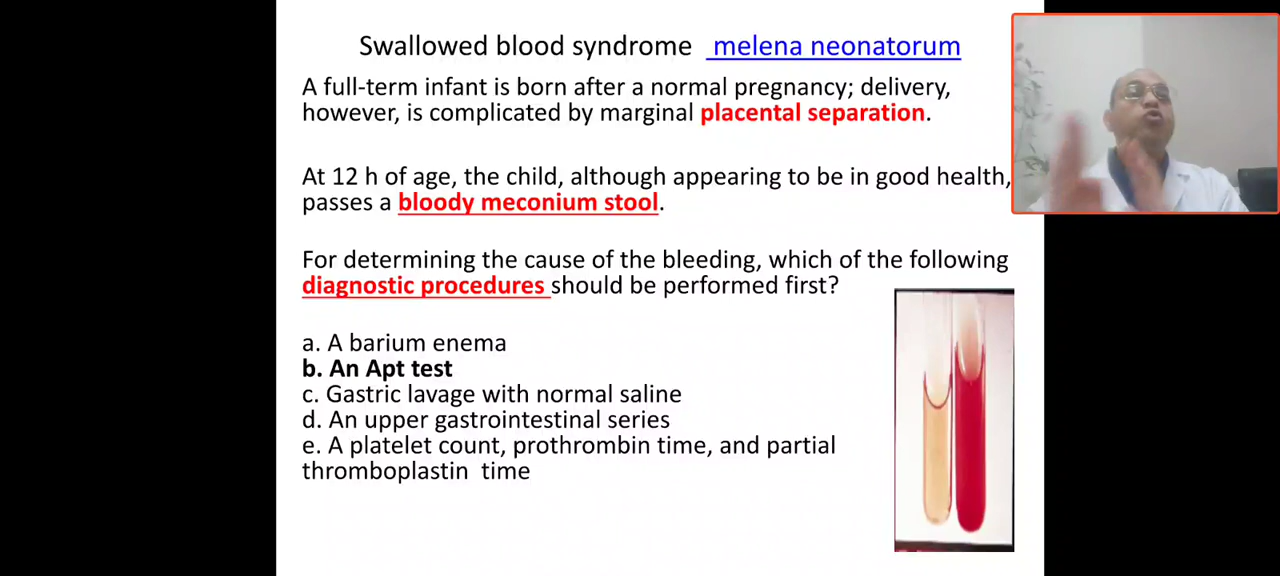 Swallowed blood syndrome melena neonatorum
A full-term infant is born after a normal pregnancy; delivery,
however, is complicated by marginal placental separation.
At 12 h of age, the child, although appearing to be in good health,
passes a bloody meconium stool.
For determining the cause of the bleeding, which of the following
diagnostic procedures should be performed first?
a. A barium enema
b. An Apt test
c. Gastric lavage with normal saline
d. An upper gastrointestinal series
e. A platelet count, prothrombin time, and partial
thromboplastin time